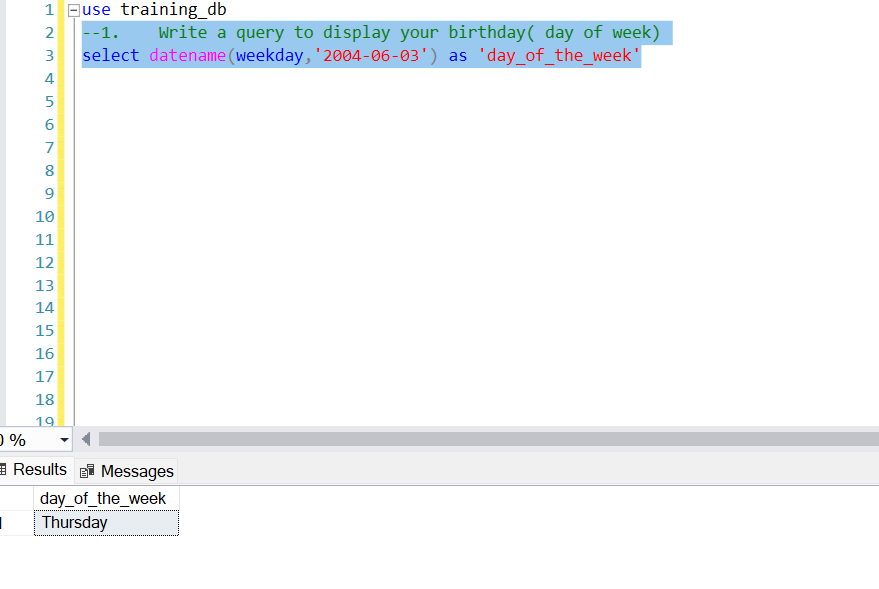 1 use training_db
2 --1.    Write a query to display your birthday( day of week)
3 select datename(weekday,'2004-06-03') as 'day_of_the_week'
4
5
6
7
8
9
10
11
12
13
14
15
16
17
18
19
%
Results Messages
day_of_the_week
Thursday